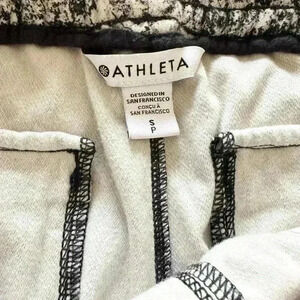 ATHLETA
DESIGNED IN
SAN FRANCISCO
CONÇU À
SAN FRANCISCO
S
P